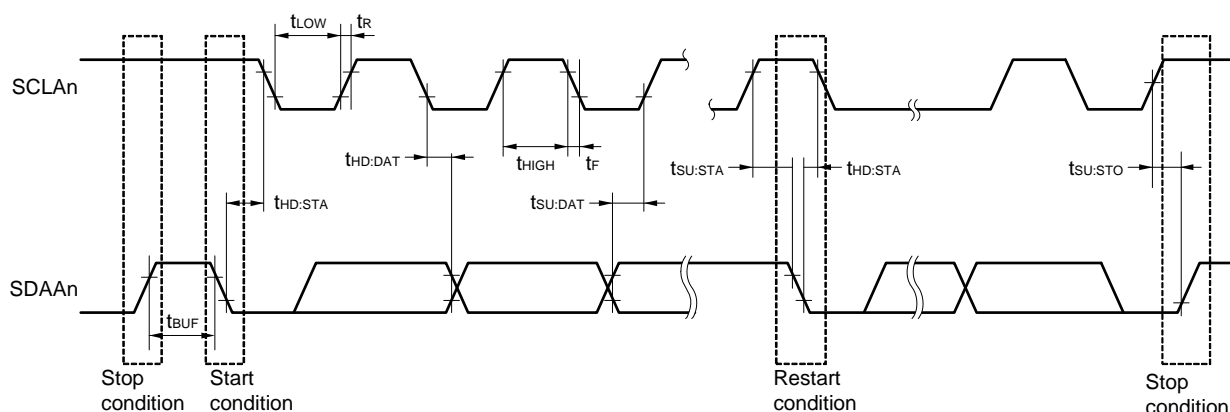 tLOW
tR
SCLAn
tHD:DAT
tHIGH
tF
tSU:STA
tHD:STA
tSU:STO
tHD:STA
tSU:DAT
SDAAn
tBUF
Stop
condition
Start
condition
Restart
condition
Stop
condition